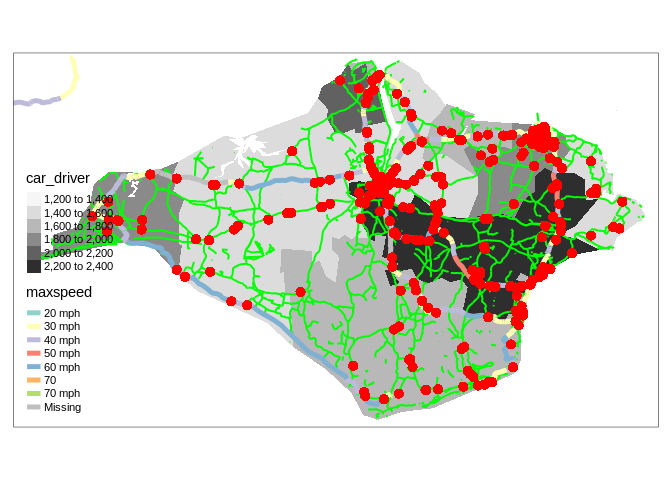 car_driver
1,200 to 1,400
1,400 to 1,600
1,600 to 1,800
1,800 to 2,000
2,000 to 2,200
2,200 to 2,400
maxspeed
20 mph
30 mph
40 mph
50 mph
60 mph
70
70 mph
Missing